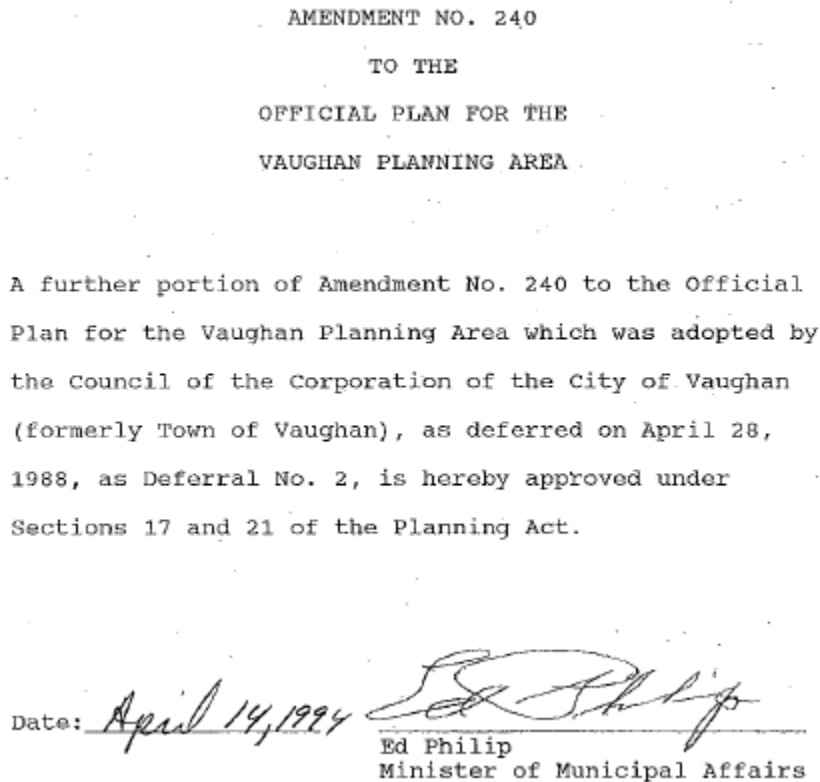 AMENDMENT NO. 240
TO THE
OFFICIAL PLAN FOR THE
VAUGHAN PLANNING AREA
A further portion of Amendment No. 240 to the Official
Plan for the Vaughan Planning Area which was adopted by
the Council of the Corporation of the City of Vaughan
(formerly Town of Vaughan), as deferred on April 28,
1988, as Deferral No. 2, is hereby approved under
Sections 17 and 21 of the Planning Act.
Date: April 14, 1994 Ed Philip
Ed Philip
Minister of Municipal Affairs